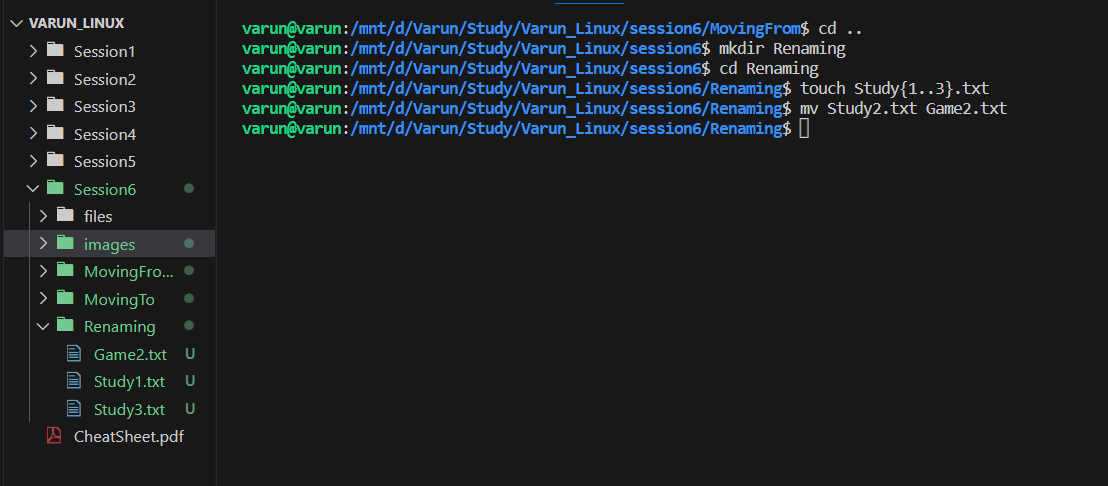 VARUN_LINUX
Session1
Session2
Session3
Session4
Session5
Session6
files
images
MovingFro...
MovingTo
Renaming
Game2.txt U
Study1.txt U
Study3.txt U
CheatSheet.pdf
varun@varun:/mnt/d/Varun/Study/Varun_Linux/session6/MovingFrom$ cd ..
varun@varun:/mnt/d/Varun/Study/Varun_Linux/session6$ mkdir Renaming
varun@varun:/mnt/d/Varun/Study/Varun_Linux/session6$ cd Renaming
varun@varun:/mnt/d/Varun/Study/Varun_Linux/session6/Renaming$ touch Study{1..3}.txt
varun@varun:/mnt/d/Varun/Study/Varun_Linux/session6/Renaming$ mv Study2.txt Game2.txt
varun@varun:/mnt/d/Varun/Study/Varun_Linux/session6/Renaming$